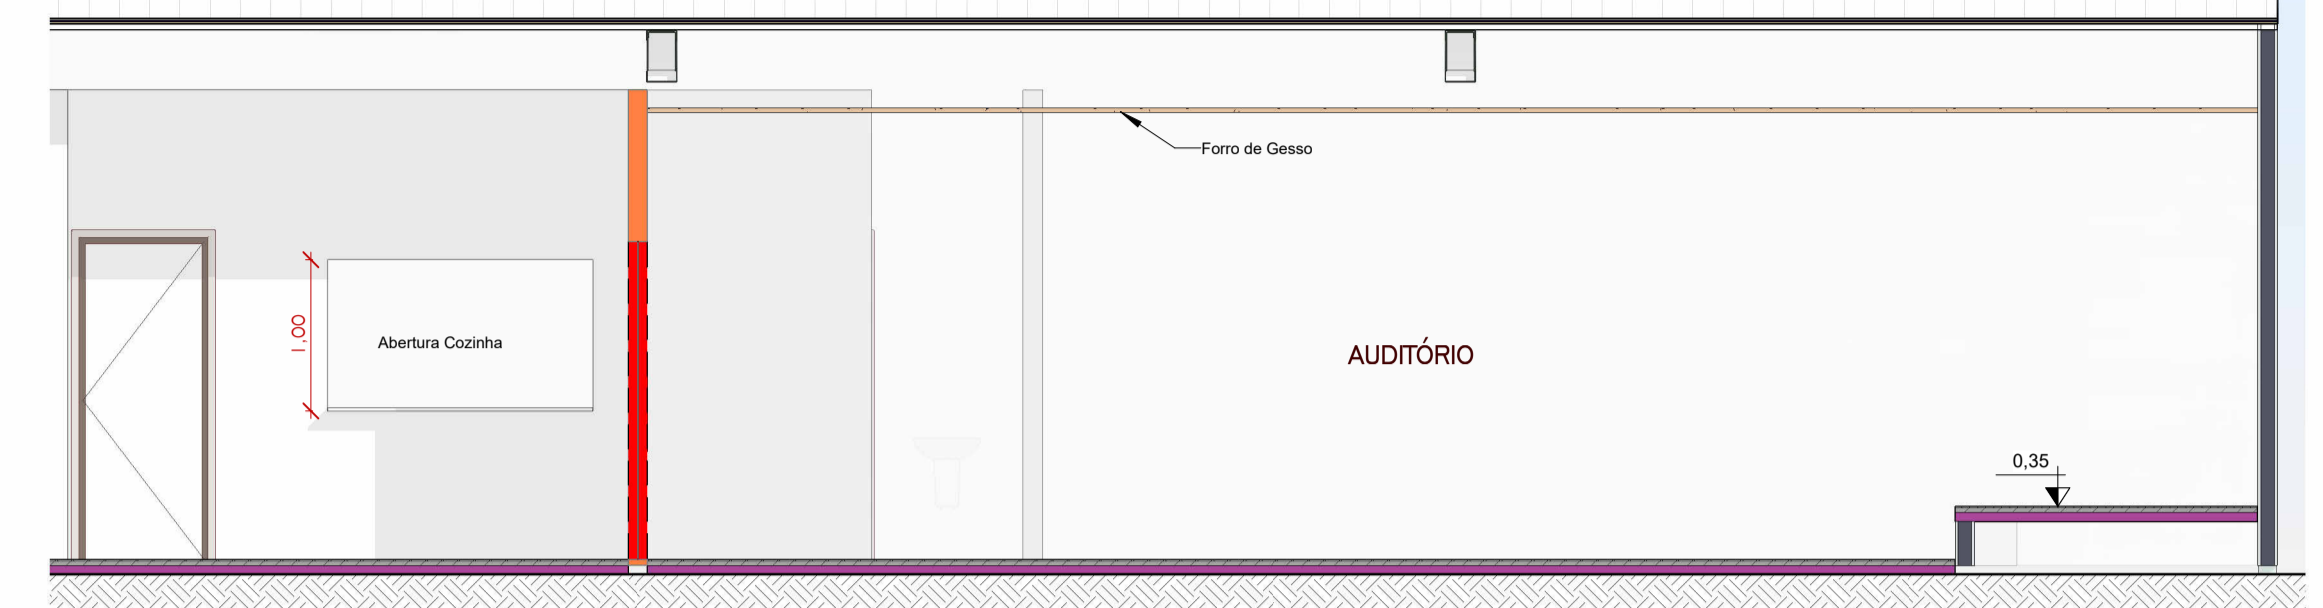 Forro de Gesso
1,00
Abertura Cozinha
AUDITÓRIO
0,35